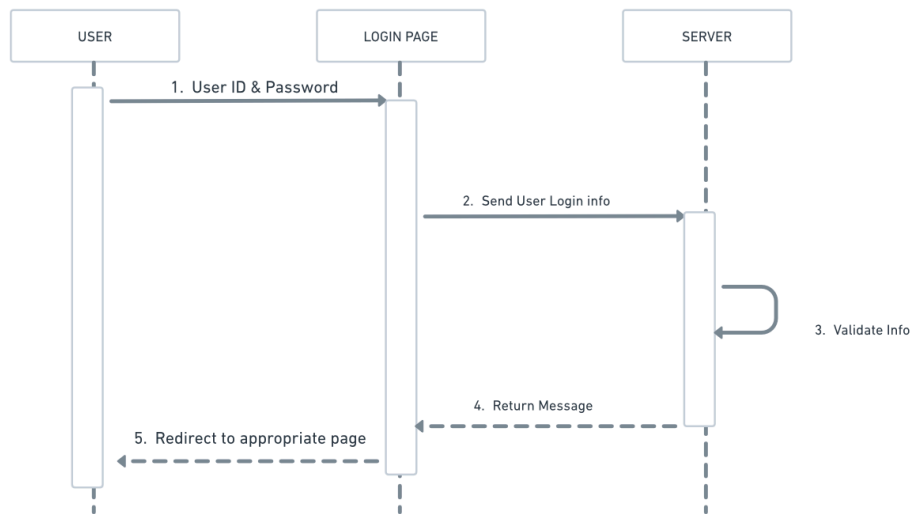 USER
LOGIN PAGE
SERVER
1. User ID & Password
2. Send User Login info
3. Validate Info
4. Return Message
5. Redirect to appropriate page